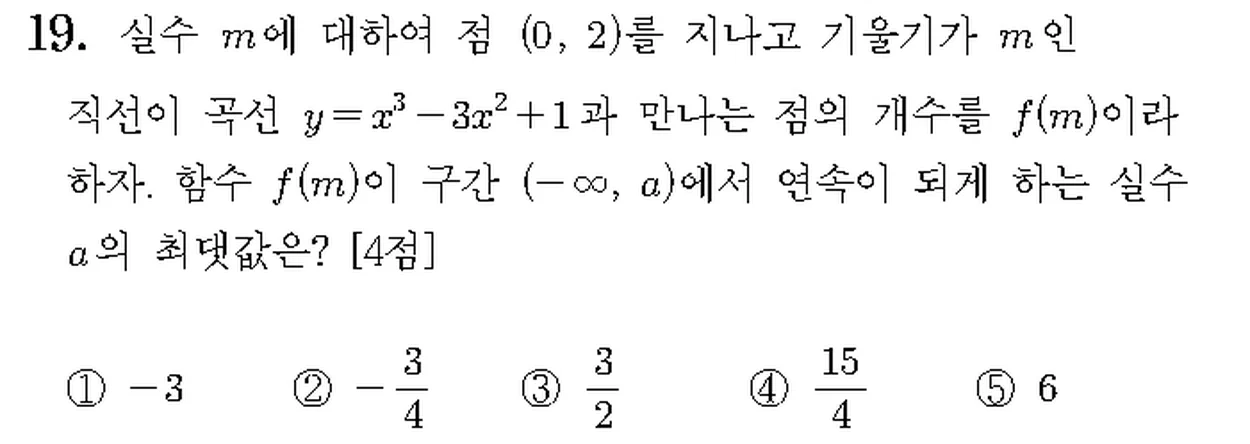 19. 실수 m에 대하여 점 (0, 2)를 지나고 기울기가 m인
직선이 곡선 y=x³−3x²+1과 만나는 점의 개수를 f(m)이라
하자. 함수 f(m)이 구간 (−∞, a)에서 연속이 되게 하는 실수
a의 최댓값은? [4점]
① −3 ② −3/4 ③ 3/2 ④ 15/4 ⑤ 6